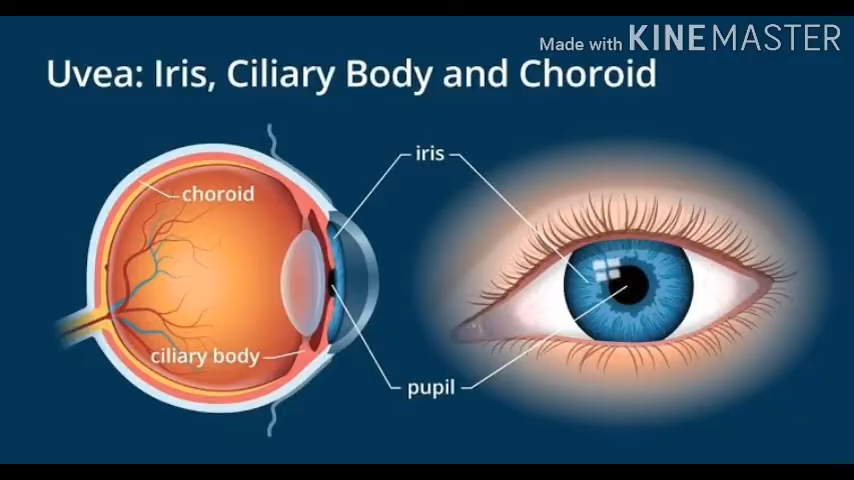 Made with KINEMASTER
Uvea: Iris, Ciliary Body and Choroid
iris
choroid
ciliary body
pupil